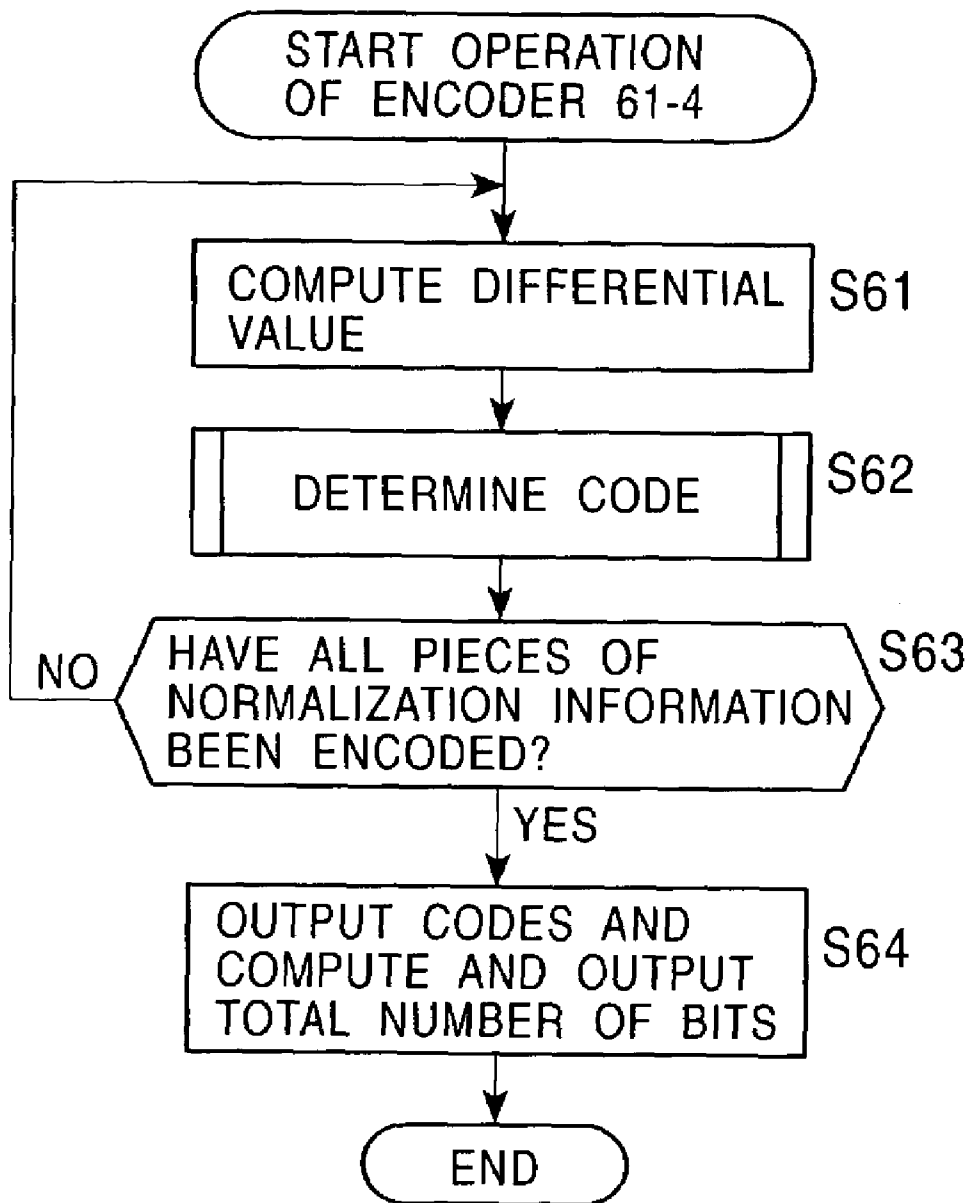 START OPERATION
OF ENCODER 61-4
COMPUTE DIFFERENTIAL
VALUE
S61
DETERMINE CODE
S62
HAVE ALL PIECES OF
NORMALIZATION INFORMATION
BEEN ENCODED?
S63
NO
YES
OUTPUT CODES AND
COMPUTE AND OUTPUT
TOTAL NUMBER OF BITS
S64
END